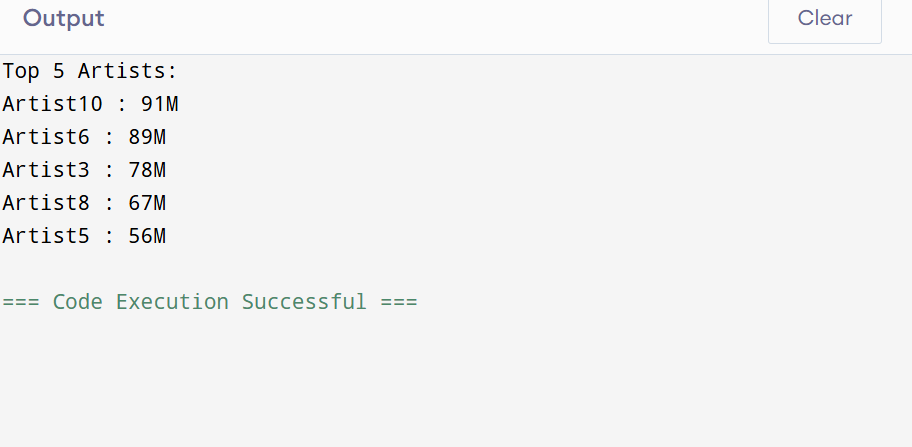 Output
Clear
Top 5 Artists:
Artist10 : 91M
Artist6 : 89M
Artist3 : 78M
Artist8 : 67M
Artist5 : 56M
=== Code Execution Successful ===